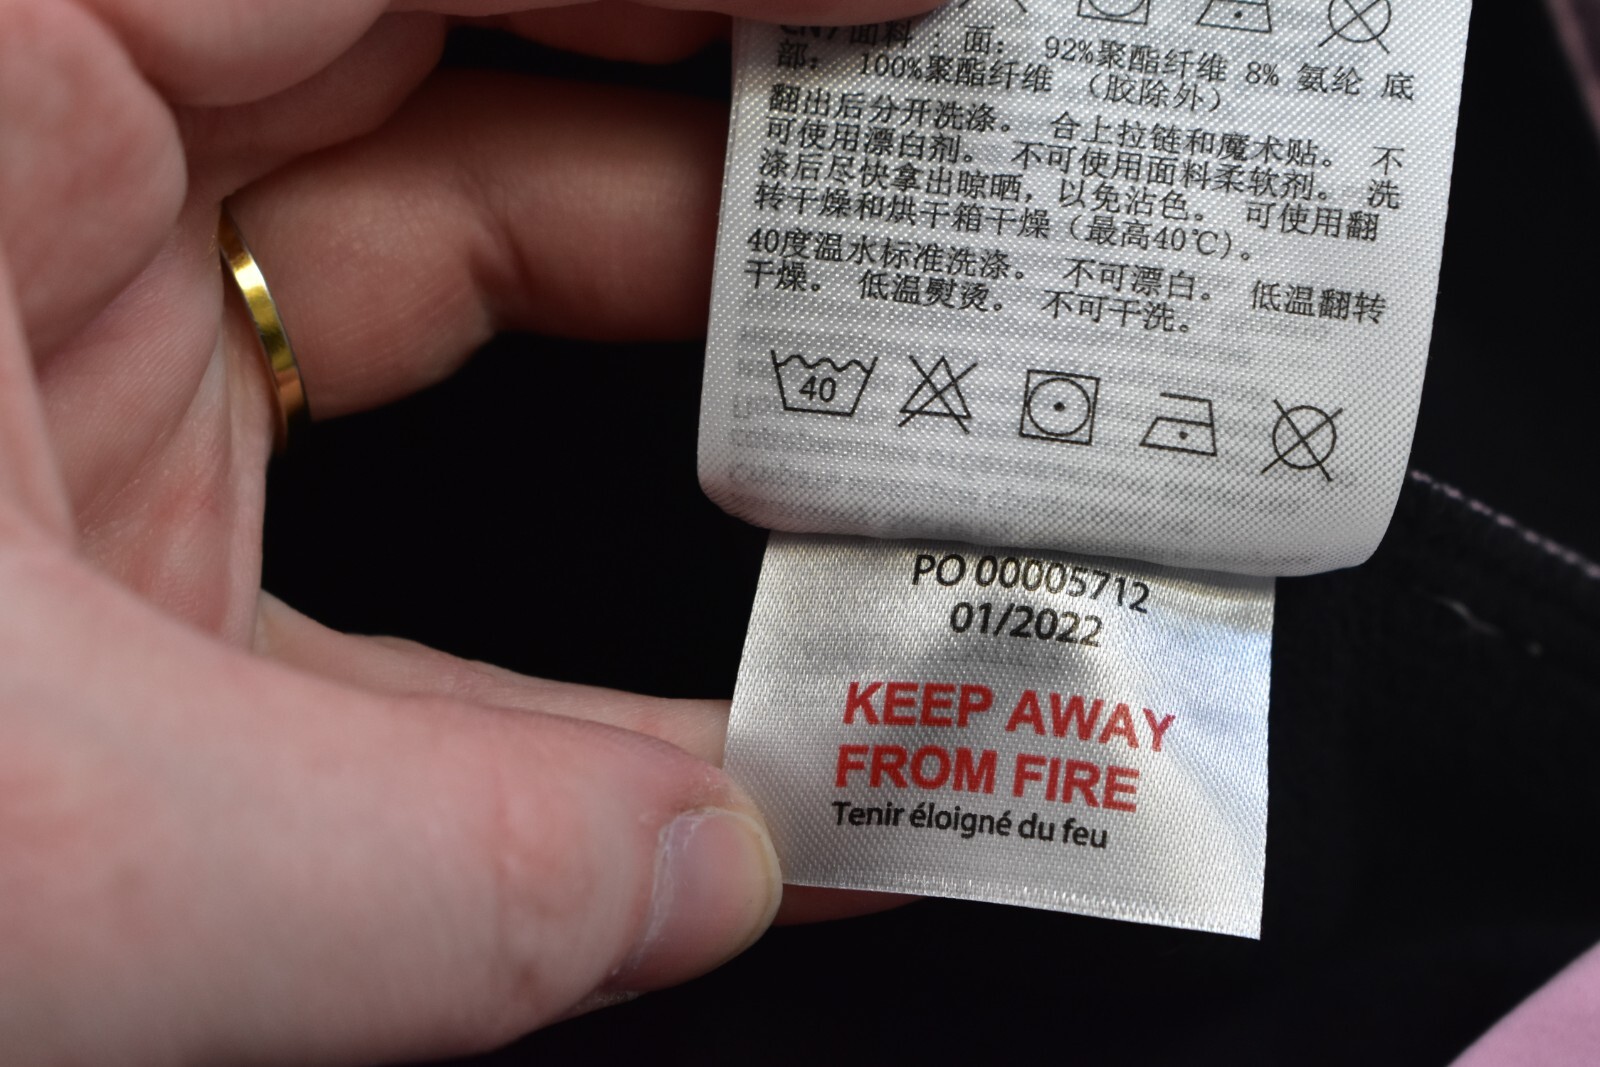 CN7面料：面： 92%聚酯纤维 8% 氨纶 底
部： 100%聚酯纤维 （胶除外）
翻出后分开洗涤。 合上拉链和魔术贴。 不
可使用漂白剂。 不可使用面料柔软剂。 洗
涤后尽快拿出晾晒，以免沾色。 可使用翻
转干燥和烘干箱干燥（最高40℃）。
40度温水标准洗涤。 不可漂白。 低温翻转
干燥。 低温熨烫。 不可干洗。
40
PO 00005712
01/2022
KEEP AWAY
FROM FIRE
Tenir éloigné du feu